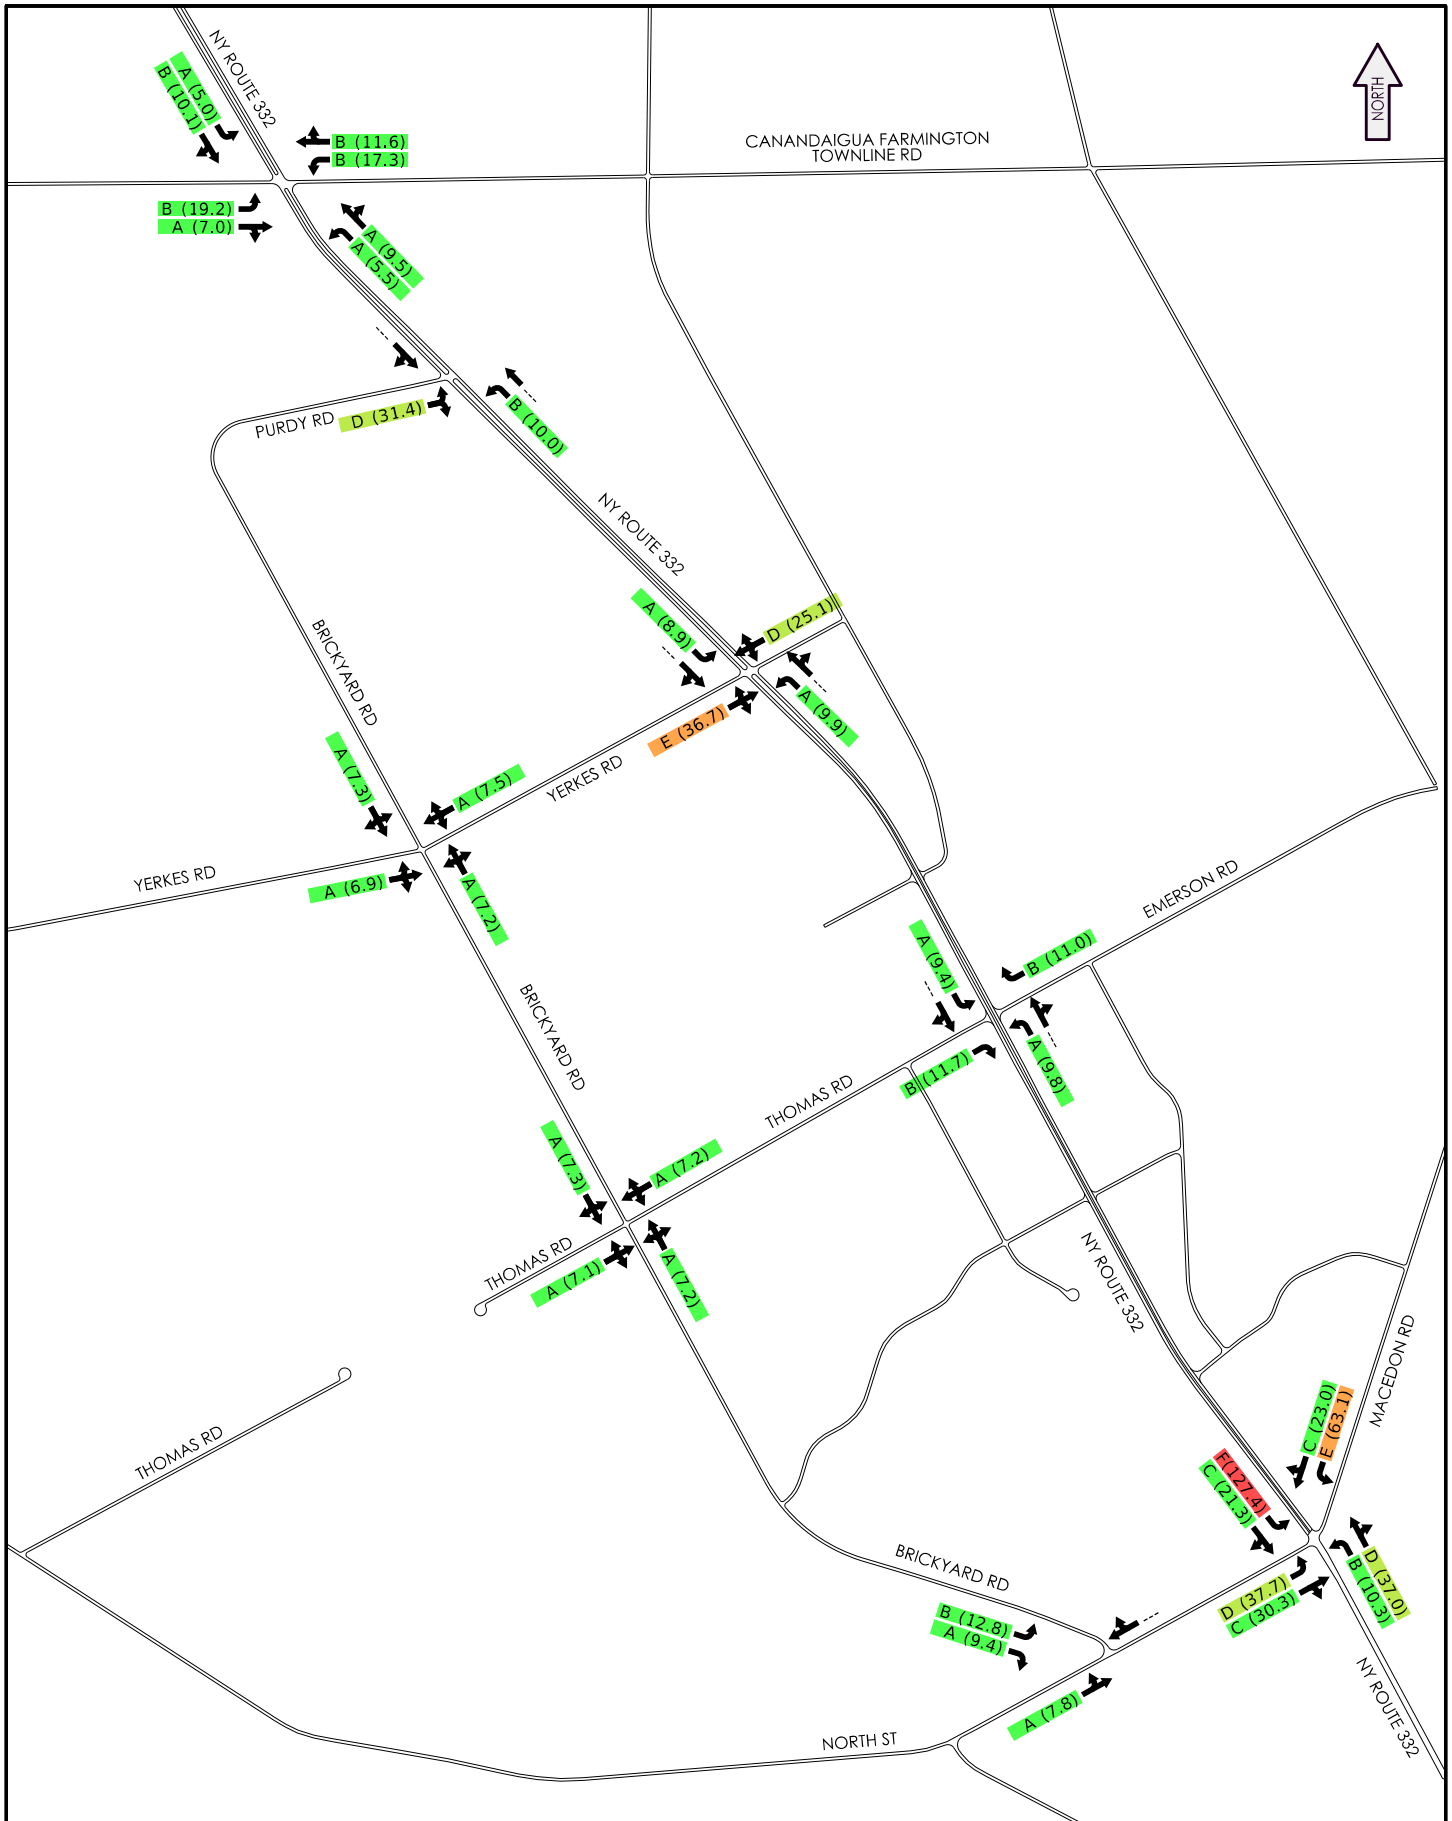 NY ROUTE 332
NORTH
A (5.0)
B (10.1)
B (11.6)
B (17.3)
CANANDAIGUA FARMINGTON
TOWNLINE RD
B (19.2)
A (7.0)
A (9.5)
A (5.5)
PURDY RD
D (31.4)
B (10.0)
NY ROUTE 332
A (8.9)
D (25.1)
BRICKYARD RD
E (36.7)
A (9.9)
A (7.3)
A (7.5)
YERKES RD
YERKES RD
A (6.9)
A (7.2)
EMERSON RD
A (9.4)
B (11.0)
BRICKYARD RD
B (11.7)
A (9.8)
THOMAS RD
A (7.3)
A (7.2)
THOMAS RD
A (7.1)
A (7.2)
NY ROUTE 332
MACEDON RD
THOMAS RD
C (23.0)
E (63.1)
F(127.4)
C (21.3)
D (37.0)
B (10.3)
BRICKYARD RD
D (37.7)
C (30.3)
B (12.8)
A (9.4)
A (7.8)
NORTH ST
NY ROUTE 332